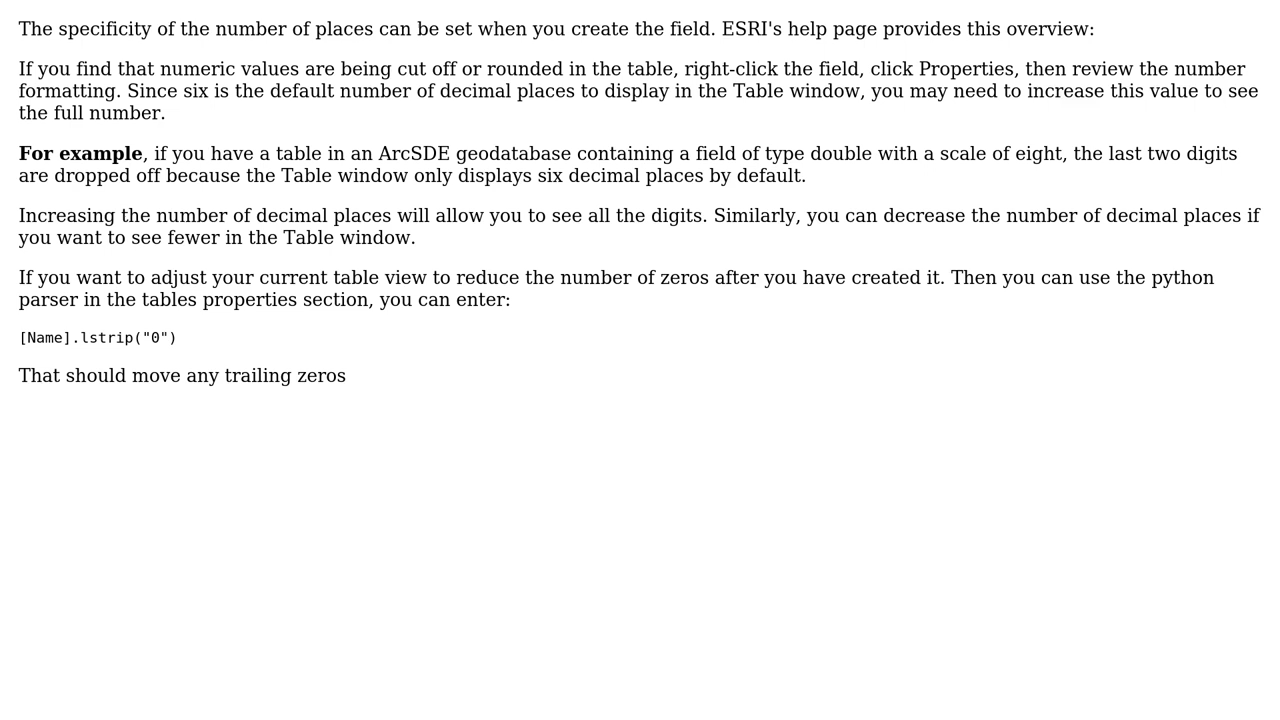 The specificity of the number of places can be set when you create the field. ESRI's help page provides this overview:
If you find that numeric values are being cut off or rounded in the table, right-click the field, click Properties, then review the number
formatting. Since six is the default number of decimal places to display in the Table window, you may need to increase this value to see
the full number.
For example, if you have a table in an ArcSDE geodatabase containing a field of type double with a scale of eight, the last two digits
are dropped off because the Table window only displays six decimal places by default.
Increasing the number of decimal places will allow you to see all the digits. Similarly, you can decrease the number of decimal places if
you want to see fewer in the Table window.
If you want to adjust your current table view to reduce the number of zeros after you have created it. Then you can use the python
parser in the tables properties section, you can enter:
[Name].lstrip("0")
That should move any trailing zeros